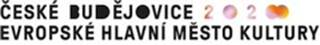 ČESKÉ BUDĚJOVICE 2028
EVROPSKÉ HLAVNÍ MĚSTO KULTURY